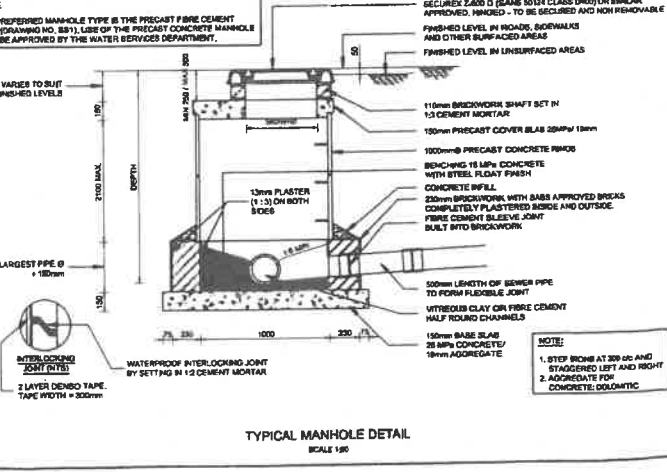 PREFERRED MANHOLE TYPE IS THE PRECAST FIBRE CEMENT
(DRAWING NO. SS1), USE OF THE PRECAST CONCRETE MANHOLE
BE APPROVED BY THE WATER SERVICES DEPARTMENT.
APPROVED, HINGED - TO BE SECURED AND NON REMOVABLE
FINISHED LEVEL IN ROADS, SIDEWALKS
AND OTHER SURFACED AREAS
FINISHED LEVEL IN UNSURFACED AREAS
50
VARIES TO SUIT
FINISHED LEVELS
110mm BRICKWORK SHAFT SET IN
1:3 CEMENT MORTAR
150mm PRECAST COVER SLAB 25MPa/ 19mm
1000mmØ PRECAST CONCRETE RINGS
BENCHING 15 MPa CONCRETE
WITH STEEL FLOAT FINISH
CONCRETE INFILL
230mm BRICKWORK WITH SABS APPROVED BRICKS
COMPLETELY PLASTERED INSIDE AND OUTSIDE.
FIBRE CEMENT SLEEVE JOINT
BUILT INTO BRICKWORK
2100 MAX.
DEPTH
13mm PLASTER
(1 : 3) ON BOTH
SIDES
LARGEST PIPE Ø
+ 150mm
150
500mm LENGTH OF SEWER PIPE
TO FORM FLEXIBLE JOINT
VITREOUS CLAY OR FIBRE CEMENT
HALF ROUND CHANNELS
150mm BASE SLAB
25 MPa CONCRETE/
19mm AGGREGATE
75 230 1000 230 75
INTERLOCKING
JOINT (NTS)
WATERPROOF INTERLOCKING JOINT
BY SETTING IN 1:2 CEMENT MORTAR
2 LAYER DENSO TAPE.
TAPE WIDTH = 300mm
NOTE:
1. STEP IRONS AT 300 c/c AND
STAGGERED LEFT AND RIGHT
2. AGGREGATE FOR
CONCRETE: DOLOMITIC
TYPICAL MANHOLE DETAIL
SCALE